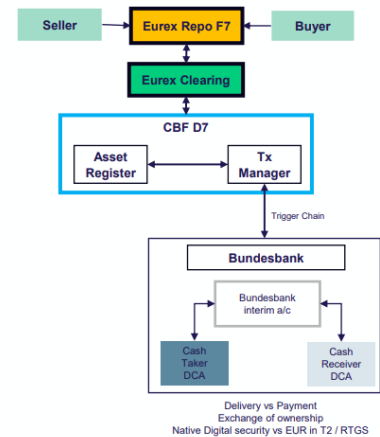 Seller
Eurex Repo F7
Buyer
Eurex Clearing
CBF D7
Asset
Register
Tx
Manager
Trigger Chain
Bundesbank
Bundesbank
interim a/c
Cash
Taker
DCA
Cash
Receiver
DCA
Delivery vs Payment
Exchange of ownership
Native Digital security vs EUR in T2 / RTGS